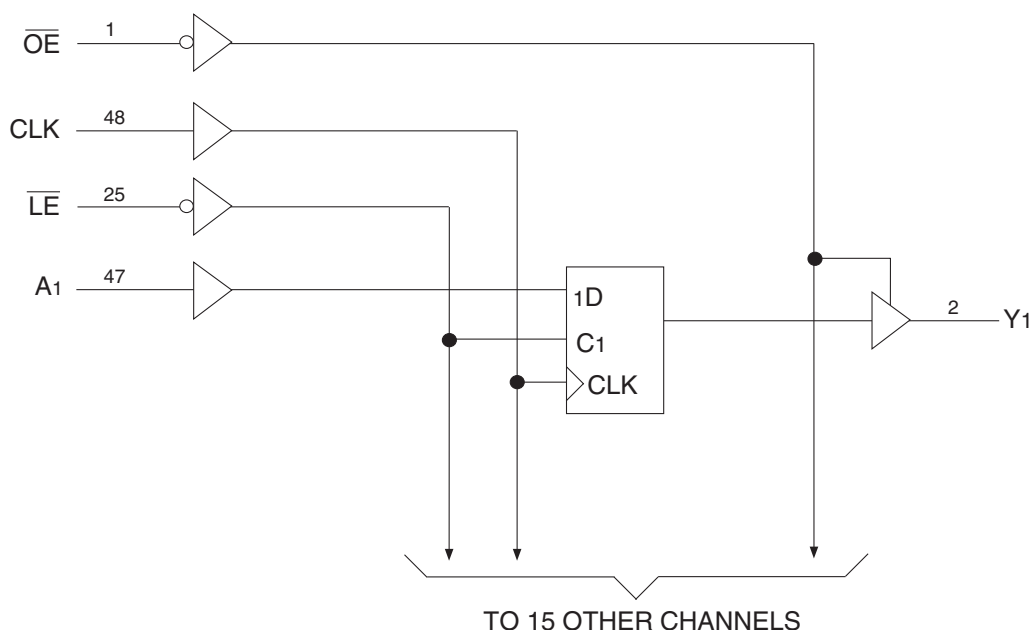 OE 1
CLK 48
LE 25
A1 47
1D
C1
CLK
2 Y1
TO 15 OTHER CHANNELS